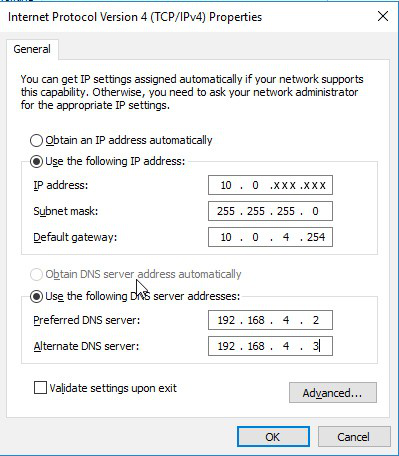 Internet Protocol Version 4 (TCP/IPv4) Properties
General
You can get IP settings assigned automatically if your network supports
this capability. Otherwise, you need to ask your network administrator
for the appropriate IP settings.
Obtain an IP address automatically
Use the following IP address:
IP address: 10 . 0 .XXX .XXX
Subnet mask: 255 . 255 . 255 . 0
Default gateway: 10 . 0 . 4 . 254
Obtain DNS server address automatically
Use the following DNS server addresses:
Preferred DNS server: 192 . 168 . 4 . 2
Alternate DNS server: 192 . 168 . 4 . 3
Validate settings upon exit
Advanced...
OK Cancel